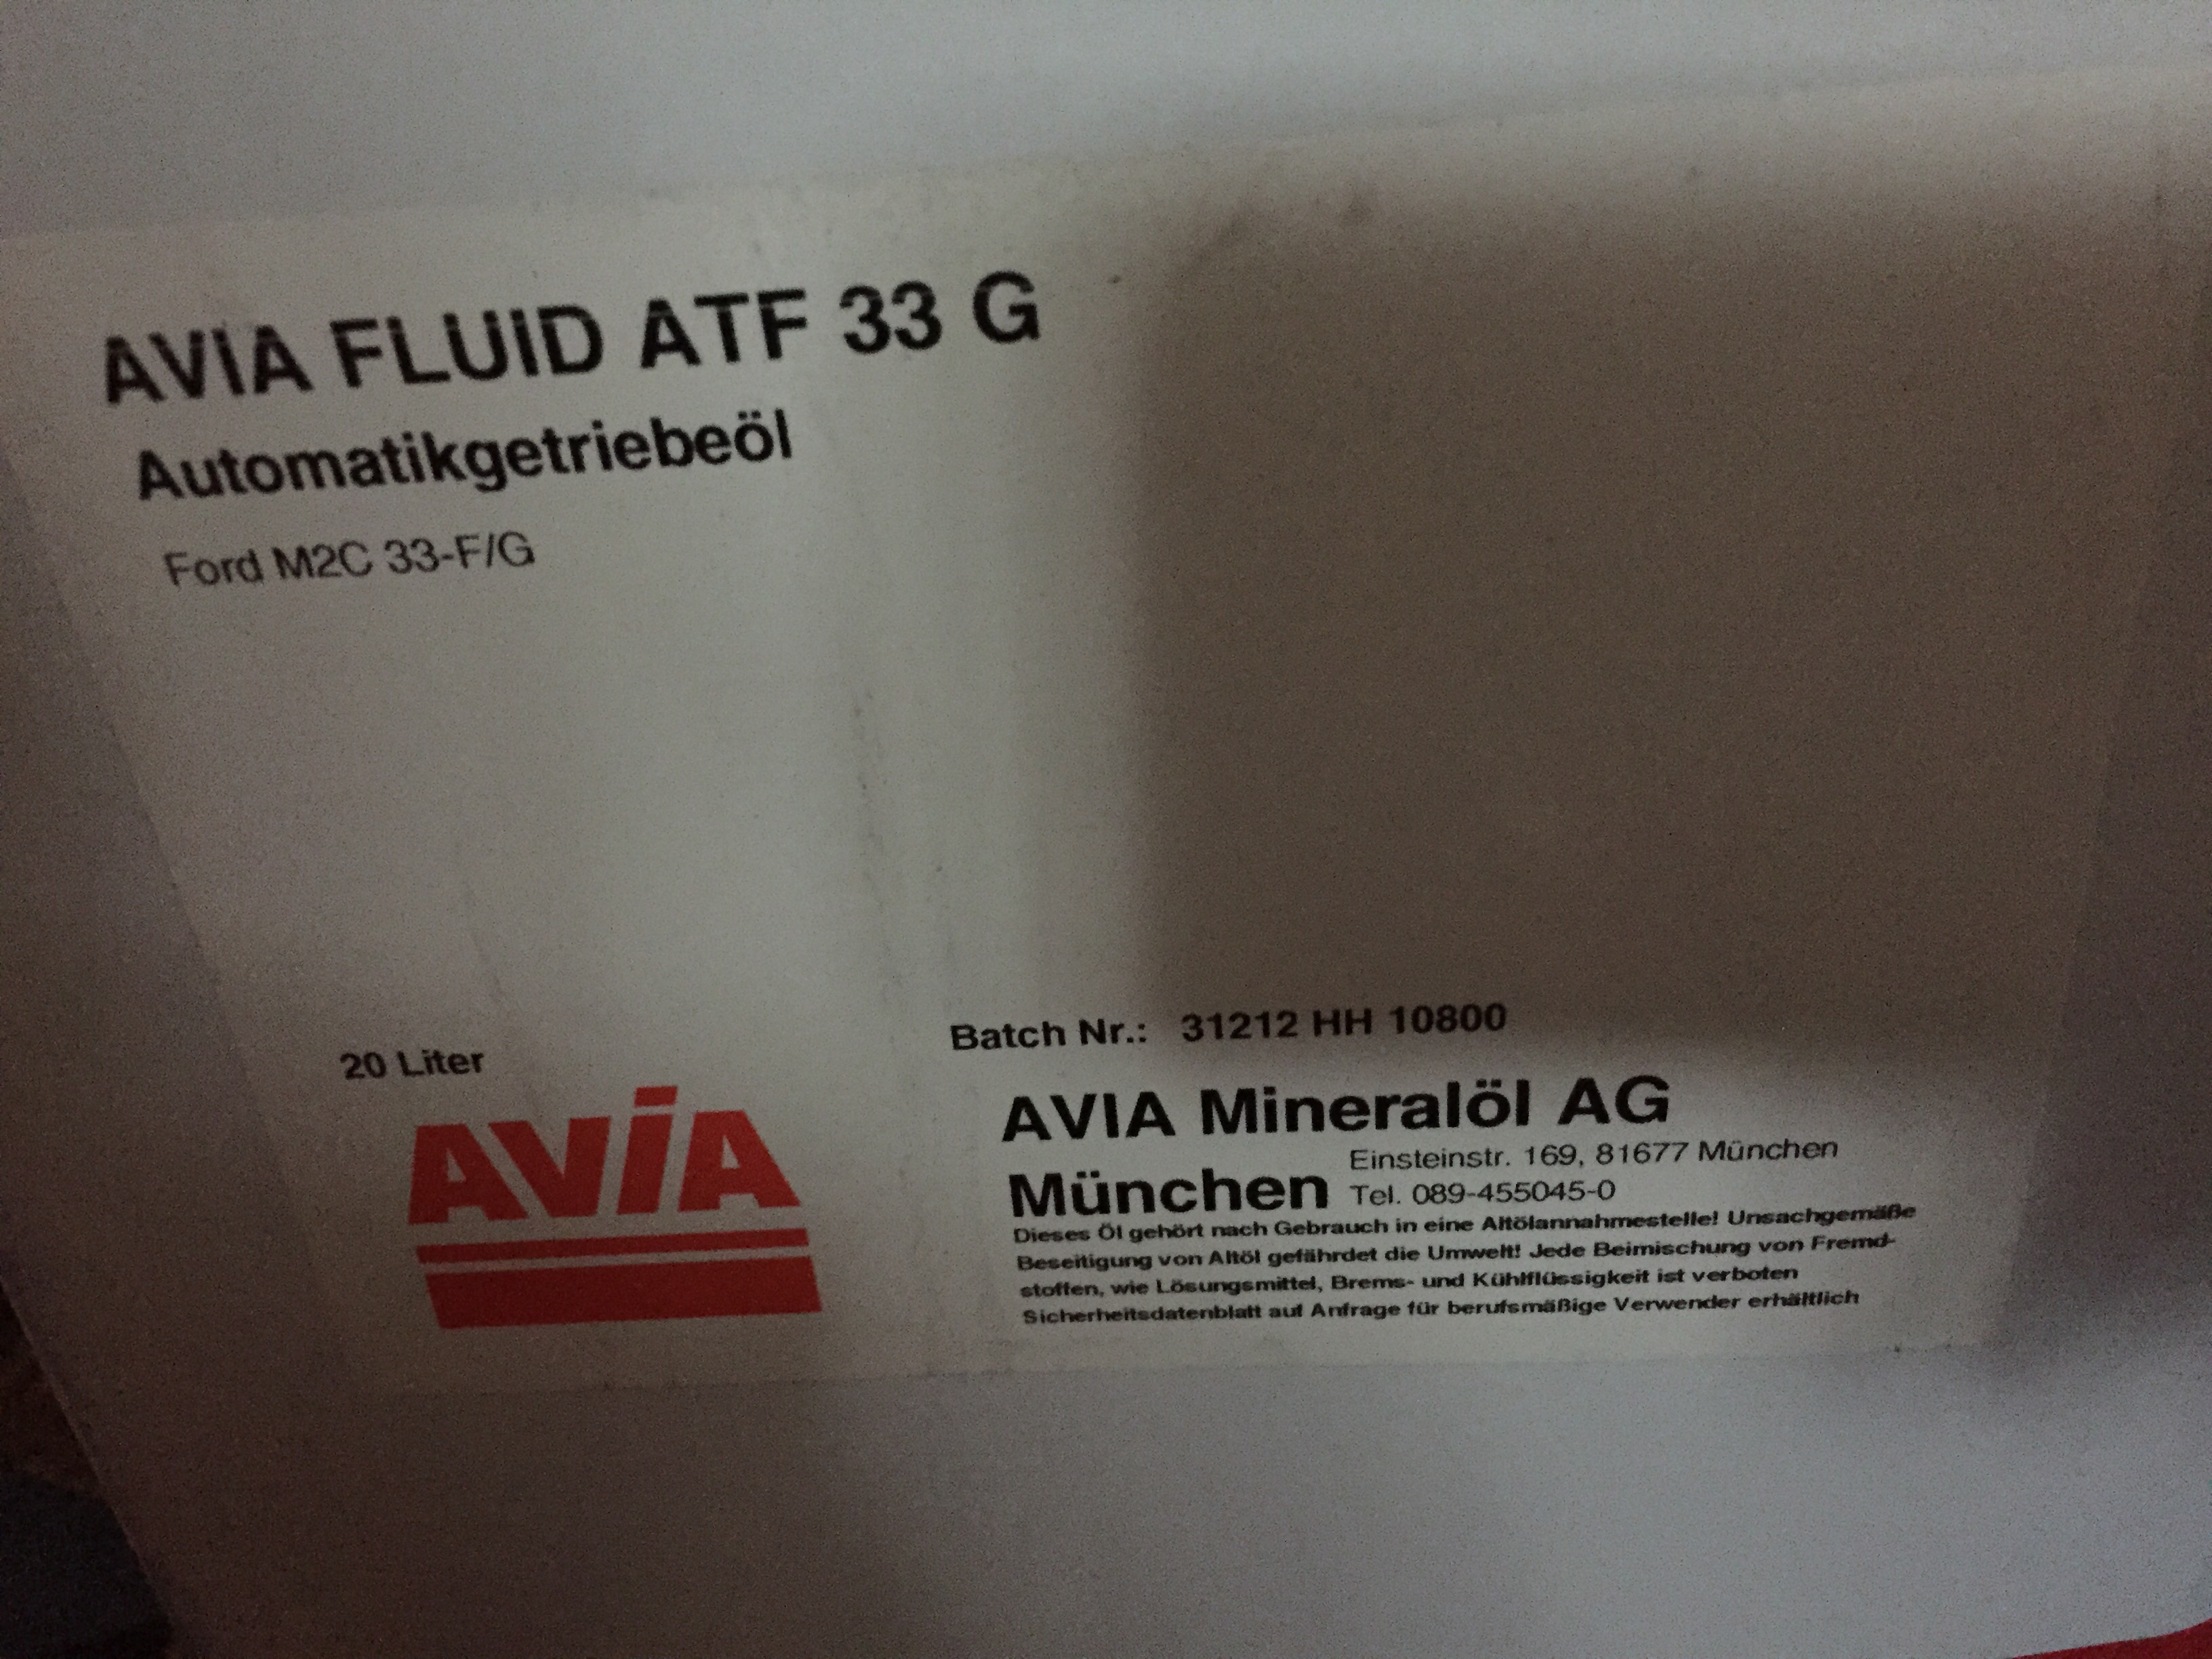 AVIA FLUID ATF 33 G
Automatikgetriebeöl
Ford M2C 33-F/G
20 Liter
AViA
Batch Nr.: 31212 HH 10800
AVIA Mineralöl AG
München
Einsteinstr. 169, 81677 München
Tel. 089-455045-0
Dieses Öl gehört nach Gebrauch in eine Altölannahmestelle! Unsachgemäße
Beseitigung von Altöl gefährdet die Umwelt! Jede Beimischung von Fremd-
stoffen, wie Lösungsmittel, Brems- und Kühlflüssigkeit ist verboten
Sicherheitsdatenblatt auf Anfrage für berufsmäßige Verwender erhältlich